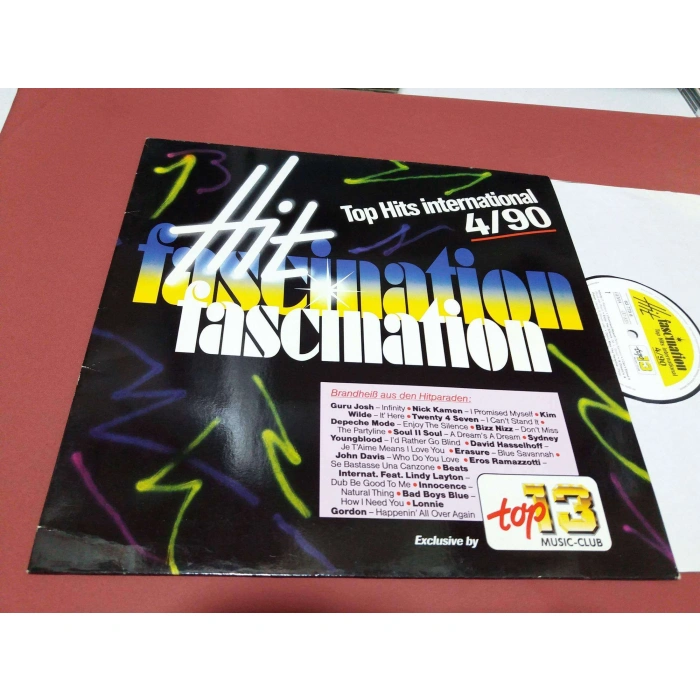 Hit
Top Hits international
4/90
fascination
fascination
Brandheiß aus den Hitparaden:
Guru Josh – Infinity • Nick Kamen – I Promised Myself • Kim
Wilde – It' Here • Twenty 4 Seven – I Can't Stand It •
Depeche Mode – Enjoy The Silence • Bizz Nizz – Don't Miss
The Partyline • Soul II Soul – A Dream's A Dream • Sydney
Youngblood – I'd Rather Go Blind • David Hasselhoff –
Je T'Aime Means I Love You • Erasure – Blue Savannah •
John Davis – Who Do You Love • Eros Ramazzotti –
Se Bastasse Una Canzone • Beats
Internat. Feat. Lindy Layton –
Dub Be Good To Me • Innocence –
Natural Thing • Bad Boys Blue –
How I Need You • Lonnie
Gordon – Happenin' All Over Again
Exclusive by
top 13
MUSIC-CLUB
Hit
fascination
4/90